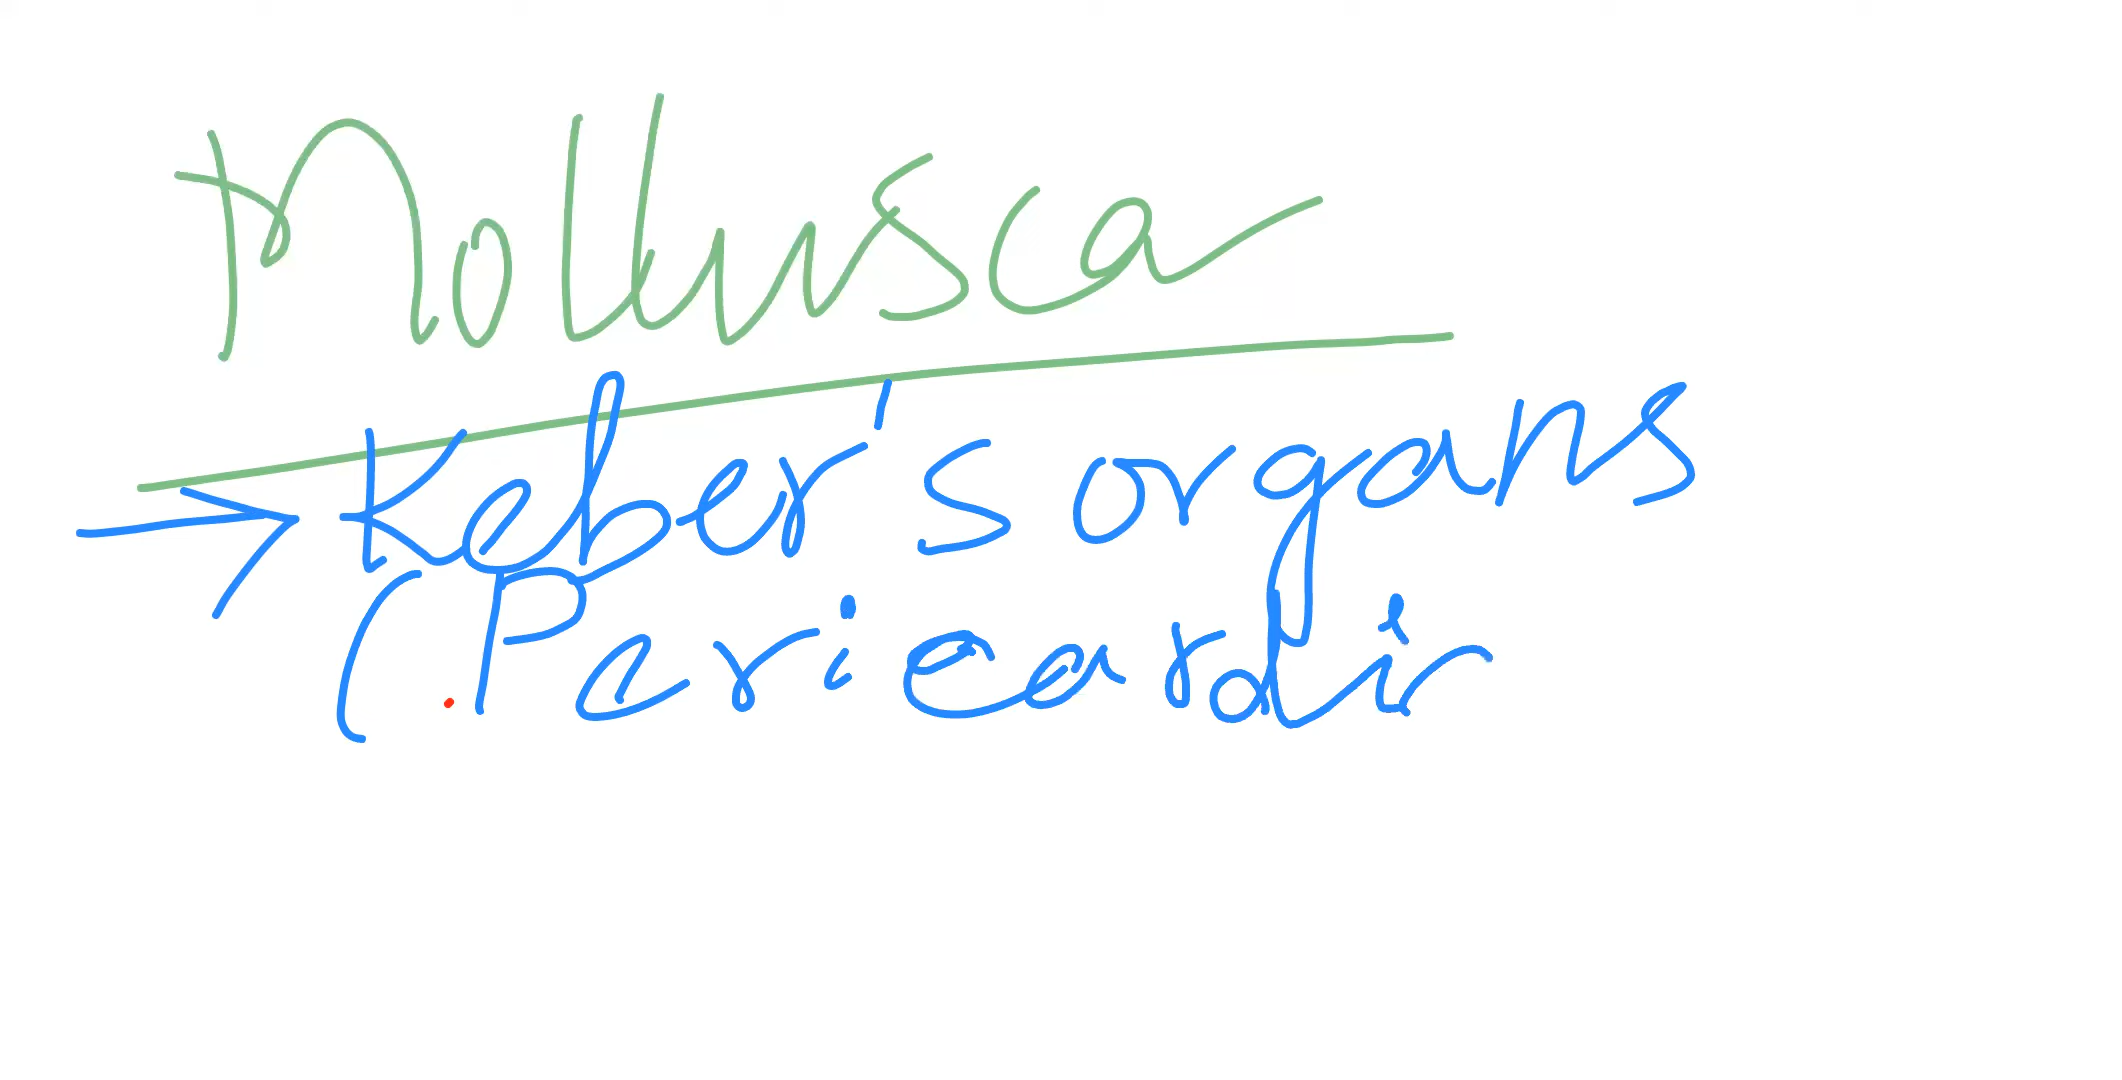 Mollusca
→ Keber's organs
(Pericardi